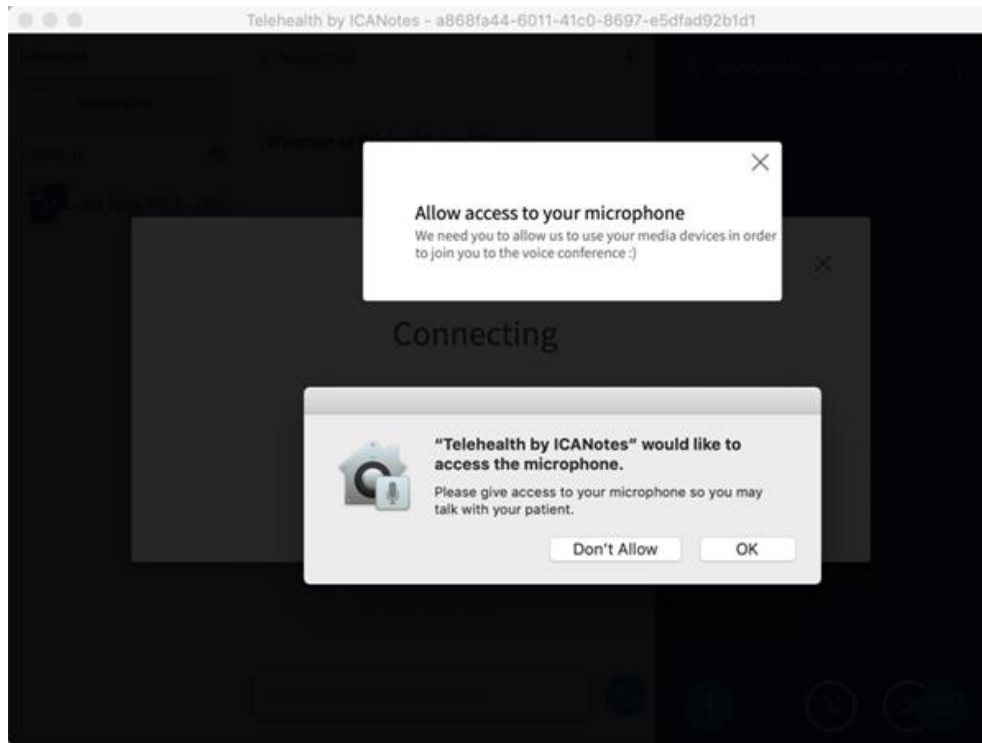 Telehealth by ICANotes - a868fa44-6011-41c0-8697-e5dfad92b1d1
Allow access to your microphone
We need you to allow us to use your media devices in order
to join you to the voice conference :)
Connecting
“Telehealth by ICANotes” would like to
access the microphone.
Please give access to your microphone so you may
talk with your patient.
Don't Allow
OK